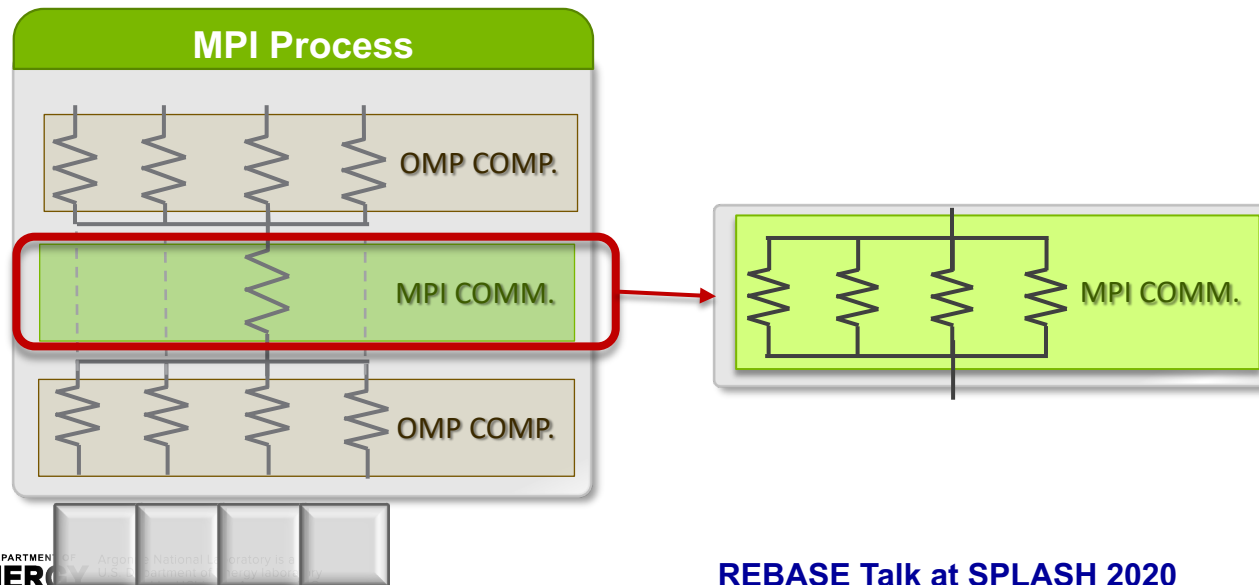 MPI Process
OMP COMP.
MPI COMM.
MPI COMM.
OMP COMP.
REBASE Talk at SPLASH 2020